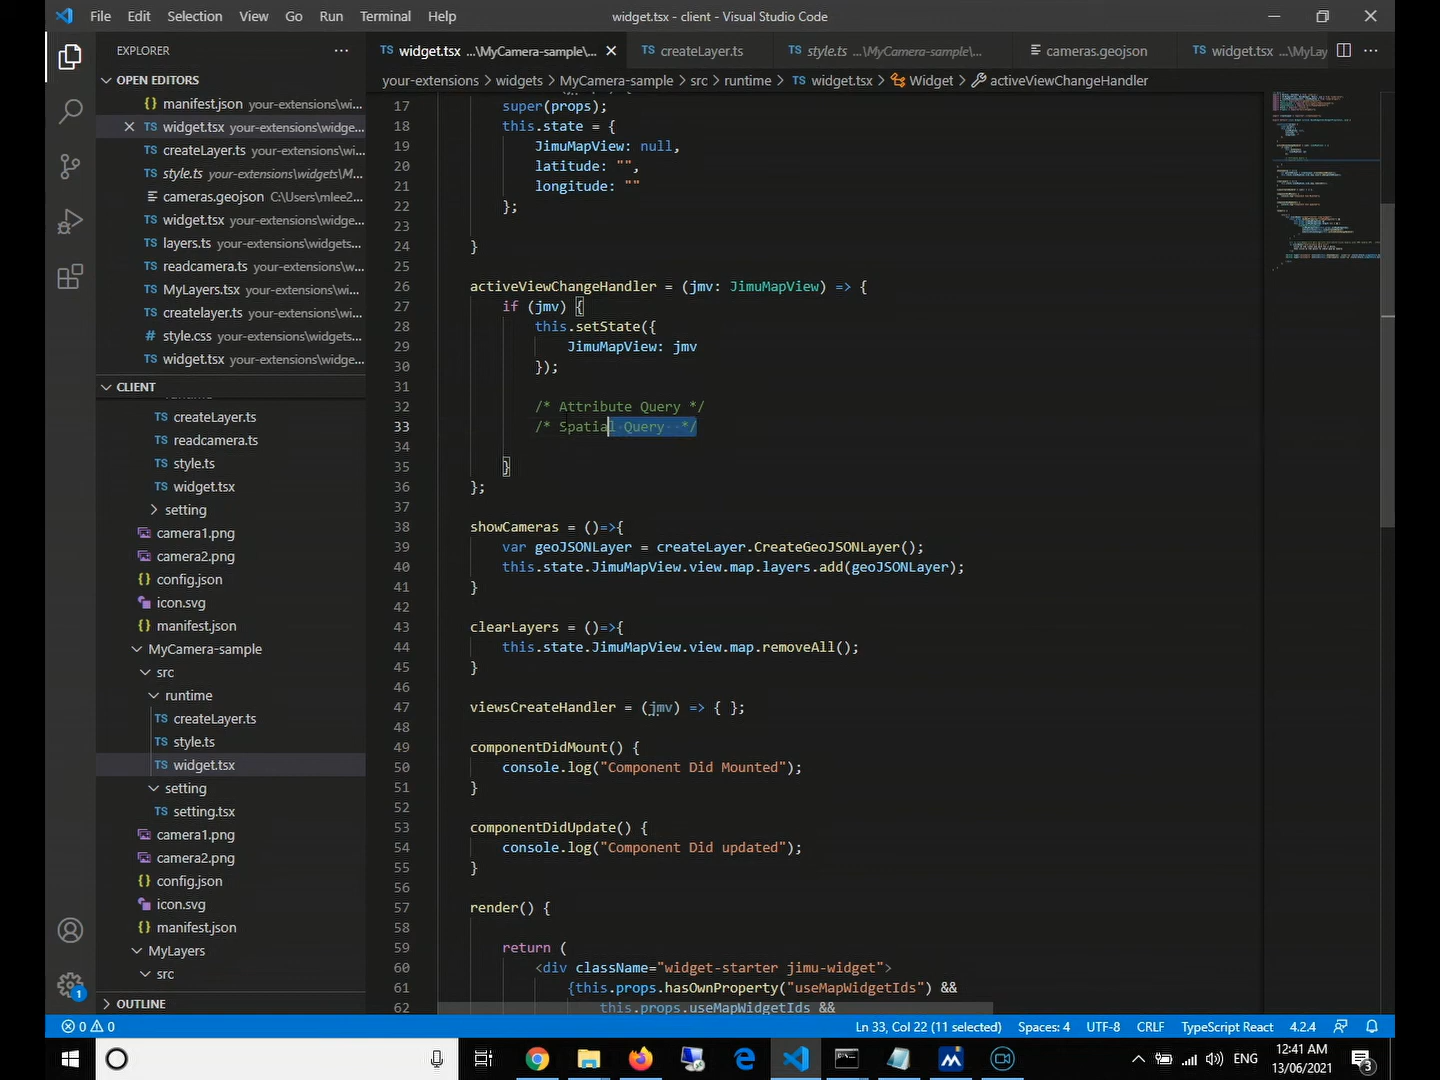 File Edit Selection View Go Run Terminal Help
widget.tsx - client - Visual Studio Code
EXPLORER
OPEN EDITORS
{} manifest.json your-extensions\wi...
TS widget.tsx your-extensions\widge...
TS createLayer.ts your-extensions\wi...
TS style.ts your-extensions\widgets\M...
cameras.geojson C:\Users\mlee2...
TS widget.tsx your-extensions\widge...
TS layers.ts your-extensions\widgets...
TS readcamera.ts your-extensions\w...
TS MyLayers.tsx your-extensions\wi...
TS createlayer.ts your-extensions\wi...
# style.css your-extensions\widgets...
TS widget.tsx your-extensions\widge...
CLIENT
TS createLayer.ts
TS readcamera.ts
TS style.ts
TS widget.tsx
setting
camera1.png
camera2.png
{} config.json
icon.svg
{} manifest.json
MyCamera-sample
src
runtime
TS createLayer.ts
TS style.ts
TS widget.tsx
setting
TS setting.tsx
camera1.png
camera2.png
{} config.json
icon.svg
{} manifest.json
MyLayers
src
OUTLINE
TS widget.tsx ...\MyCamera-sample\... TS createLayer.ts TS style.ts ...\MyCamera-sample\... cameras.geojson TS widget.tsx ...\MyLay
your-extensions > widgets > MyCamera-sample > src > runtime > TS widget.tsx > Widget > activeViewChangeHandler
17 super(props);
18 this.state = {
19 JimuMapView: null,
20 latitude: "",
21 longitude: ""
22 };
23
24 }
25
26 activeViewChangeHandler = (jmv: JimuMapView) => {
27 if (jmv) {
28 this.setState({
29 JimuMapView: jmv
30 });
31
32 /* Attribute Query */
33 /* Spatial Query  */
34
35 }
36 };
37
38 showCameras = ()=>{
39 var geoJSONLayer = createLayer.CreateGeoJSONLayer();
40 this.state.JimuMapView.view.map.layers.add(geoJSONLayer);
41 }
42
43 clearLayers = ()=>{
44 this.state.JimuMapView.view.map.removeAll();
45 }
46
47 viewsCreateHandler = (jmv) => { };
48
49 componentDidMount() {
50 console.log("Component Did Mounted");
51 }
52
53 componentDidUpdate() {
54 console.log("Component Did updated");
55 }
56
57 render() {
58
59 return (
60 <div className="widget-starter jimu-widget">
61 {this.props.hasOwnProperty("useMapWidgetIds") &&
62 this.props.useMapWidgetIds &&
0 0 Ln 33, Col 22 (11 selected) Spaces: 4 UTF-8 CRLF TypeScript React 4.2.4
1
ENG 12:41 AM
13/06/2021
3